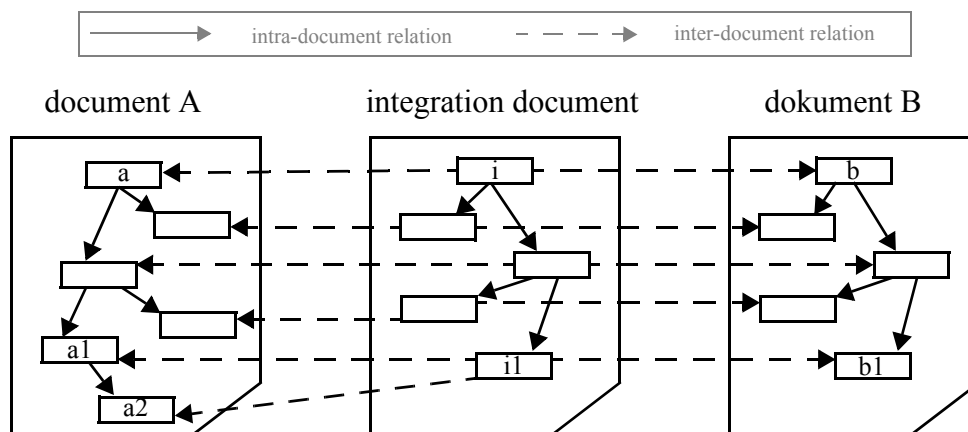 intra-document relation inter-document relation
document A integration document dokument B
a i b
a1 i1 b1
a2